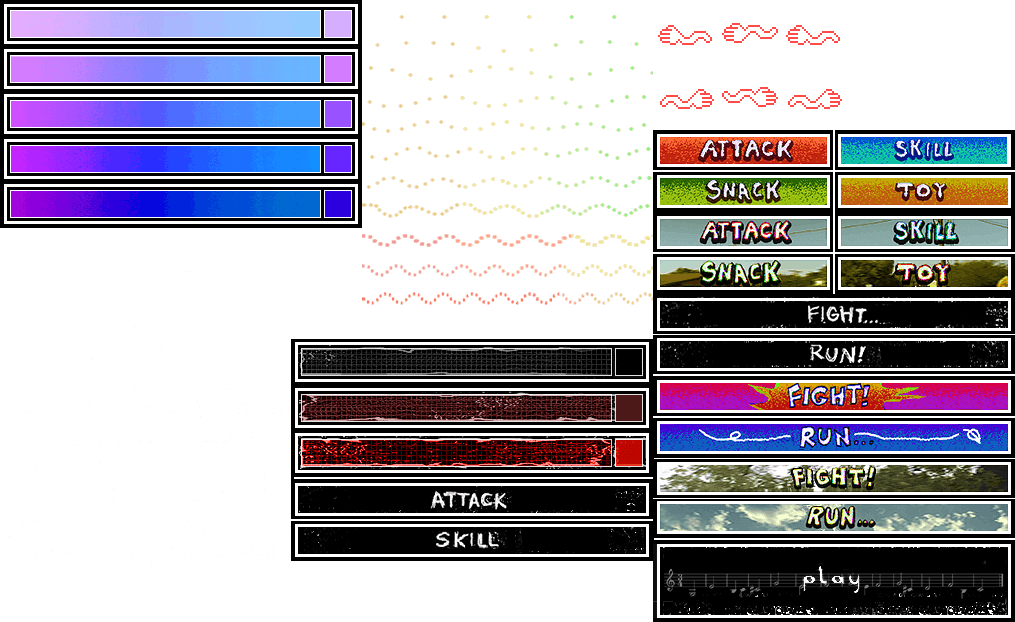 ATTACK SKILL
SNACK TOY
ATTACK SKILL
SNACK TOY
FIGHT...
RUN!
FIGHT!
RUN...
FIGHT!
RUN...
play
ATTACK
SKILL